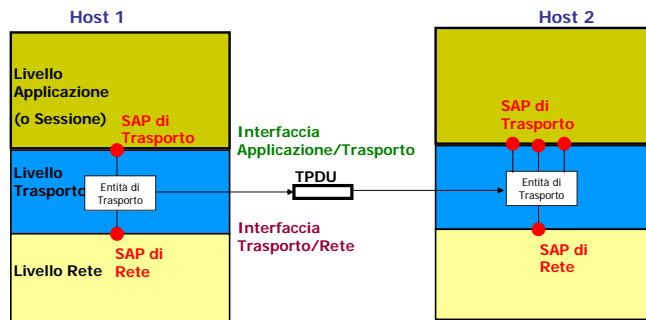 Host 1
Host 2
Livello
Applicazione
(o Sessione)
SAP di
Trasporto
Interfaccia
Applicazione/Trasporto
SAP di
Trasporto
Livello
Trasporto
Entità di
Trasporto
TPDU
Entità di
Trasporto
Interfaccia
Trasporto/Rete
Livello Rete
SAP di
Rete
SAP di
Rete